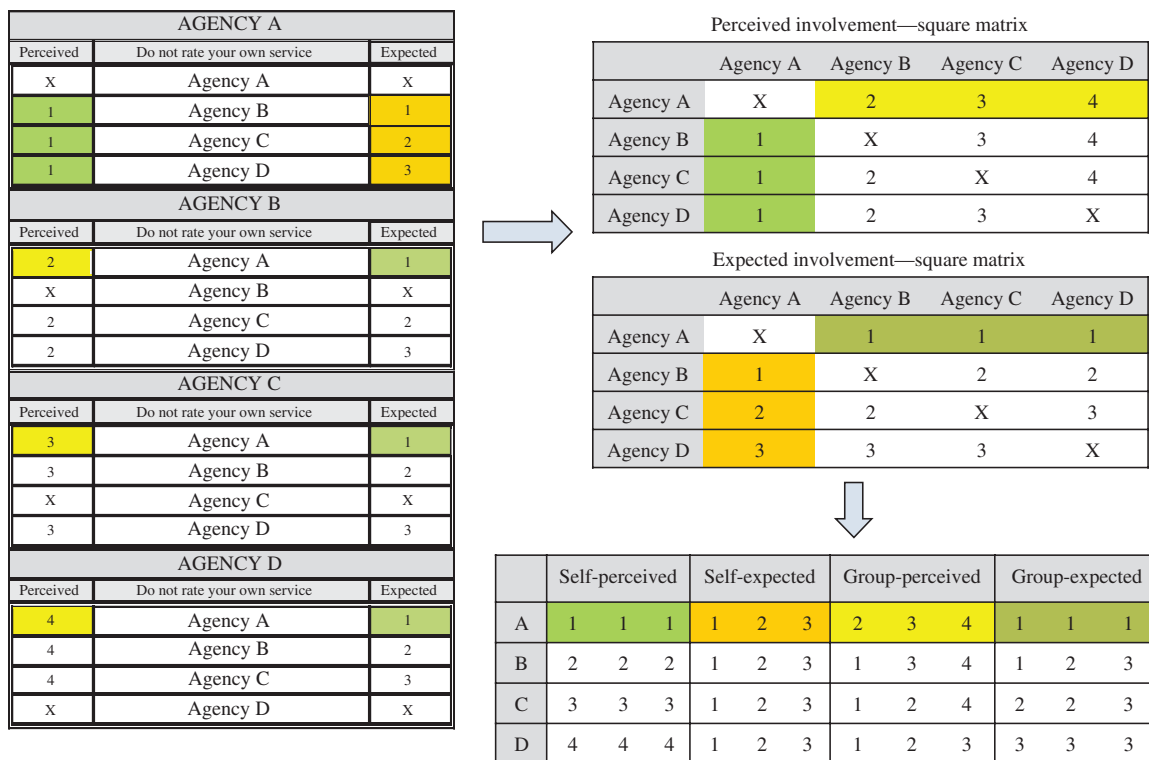 AGENCY A
Perceived Do not rate your own service Expected
X Agency A X
1 Agency B 1
1 Agency C 2
1 Agency D 3
AGENCY B
Perceived Do not rate your own service Expected
2 Agency A 1
X Agency B X
2 Agency C 2
2 Agency D 3
AGENCY C
Perceived Do not rate your own service Expected
3 Agency A 1
3 Agency B 2
X Agency C X
3 Agency D 3
AGENCY D
Perceived Do not rate your own service Expected
4 Agency A 1
4 Agency B 2
4 Agency C 3
X Agency D X
Perceived involvement—square matrix
Agency A Agency B Agency C Agency D
Agency A X 2 3 4
Agency B 1 X 3 4
Agency C 1 2 X 4
Agency D 1 2 3 X
Expected involvement—square matrix
Agency A Agency B Agency C Agency D
Agency A X 1 1 1
Agency B 1 X 2 2
Agency C 2 2 X 3
Agency D 3 3 3 X
Self-perceived Self-expected Group-perceived Group-expected
A 1 1 1 1 2 3 2 3 4 1 1 1
B 2 2 2 1 2 3 1 3 4 1 2 3
C 3 3 3 1 2 3 1 2 4 2 2 3
D 4 4 4 1 2 3 1 2 3 3 3 3